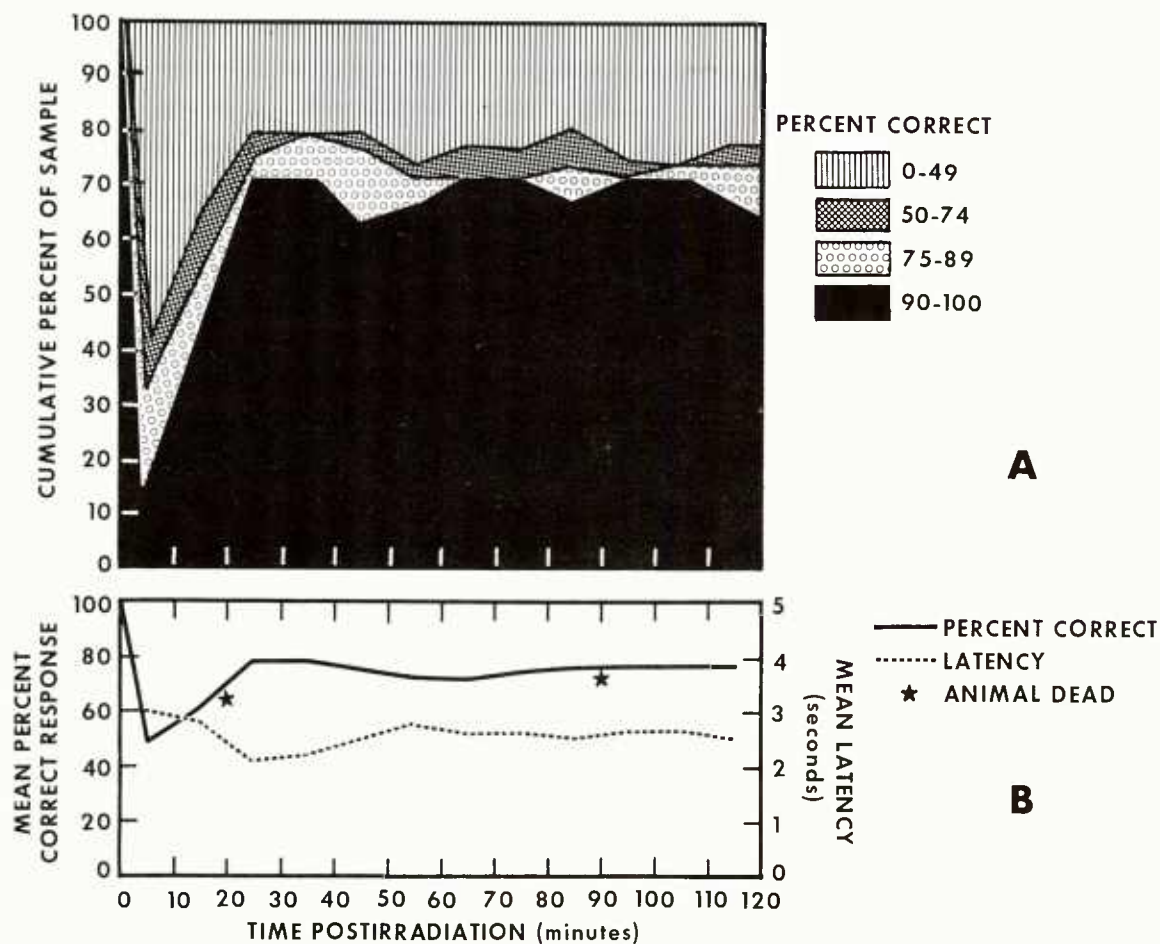 CUMULATIVE PERCENT OF SAMPLE
100
90
80
70
60
50
40
30
20
10
0
PERCENT CORRECT
0-49
50-74
75-89
90-100
A
MEAN PERCENT
CORRECT RESPONSE
100
80
60
40
20
0
5
4
3
2
1
0
MEAN LATENCY
(seconds)
PERCENT CORRECT
LATENCY
ANIMAL DEAD
B
0 10 20 30 40 50 60 70 80 90 100 110 120
TIME POSTIRRADIATION (minutes)